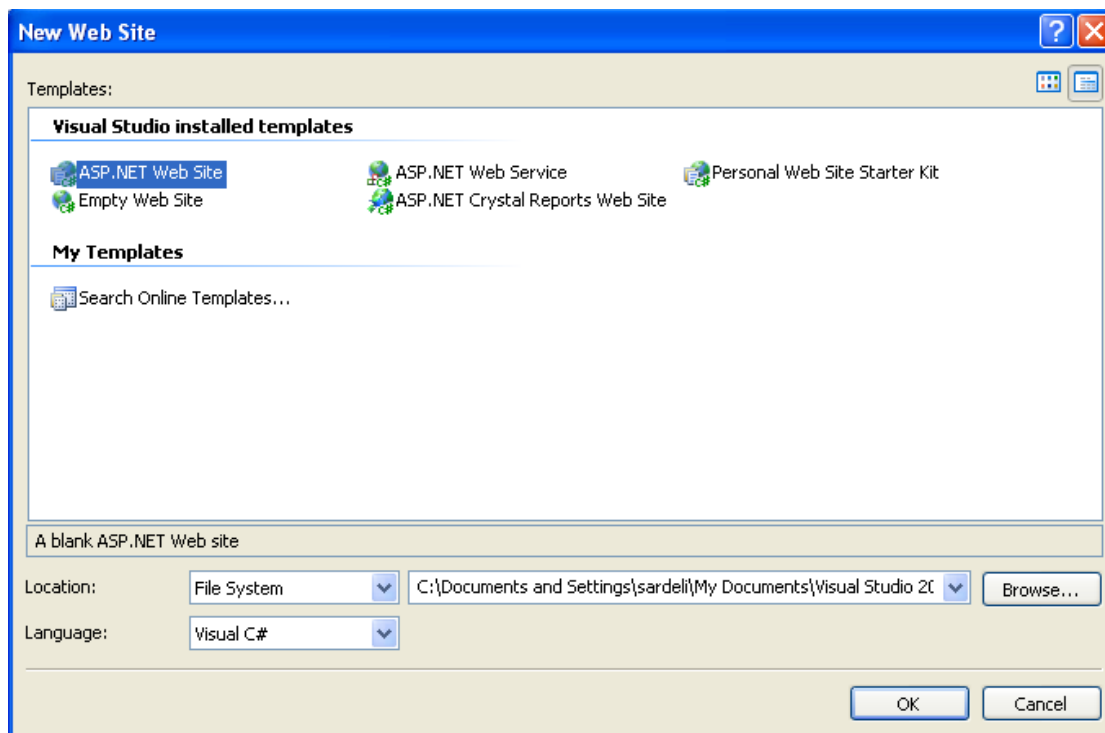 New Web Site
Templates:
Visual Studio installed templates
ASP.NET Web Site ASP.NET Web Service Personal Web Site Starter Kit
Empty Web Site ASP.NET Crystal Reports Web Site
My Templates
Search Online Templates...
A blank ASP.NET Web site
Location: File System C:\Documents and Settings\sardeli\My Documents\Visual Studio 20 Browse...
Language: Visual C#
OK Cancel